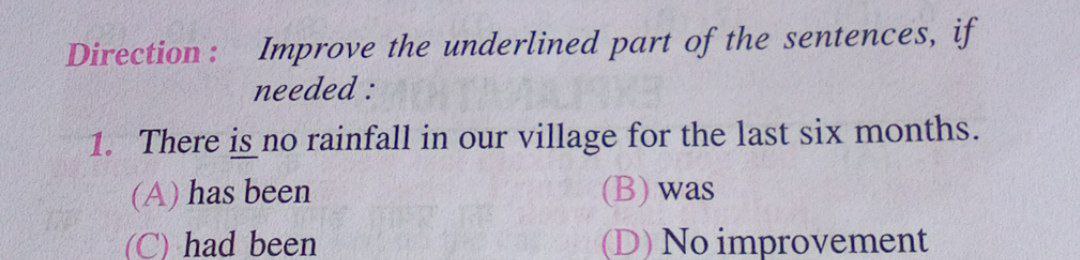 Direction : Improve the underlined part of the sentences, if
needed :
1. There is no rainfall in our village for the last six months.
(A) has been (B) was
(C) had been (D) No improvement